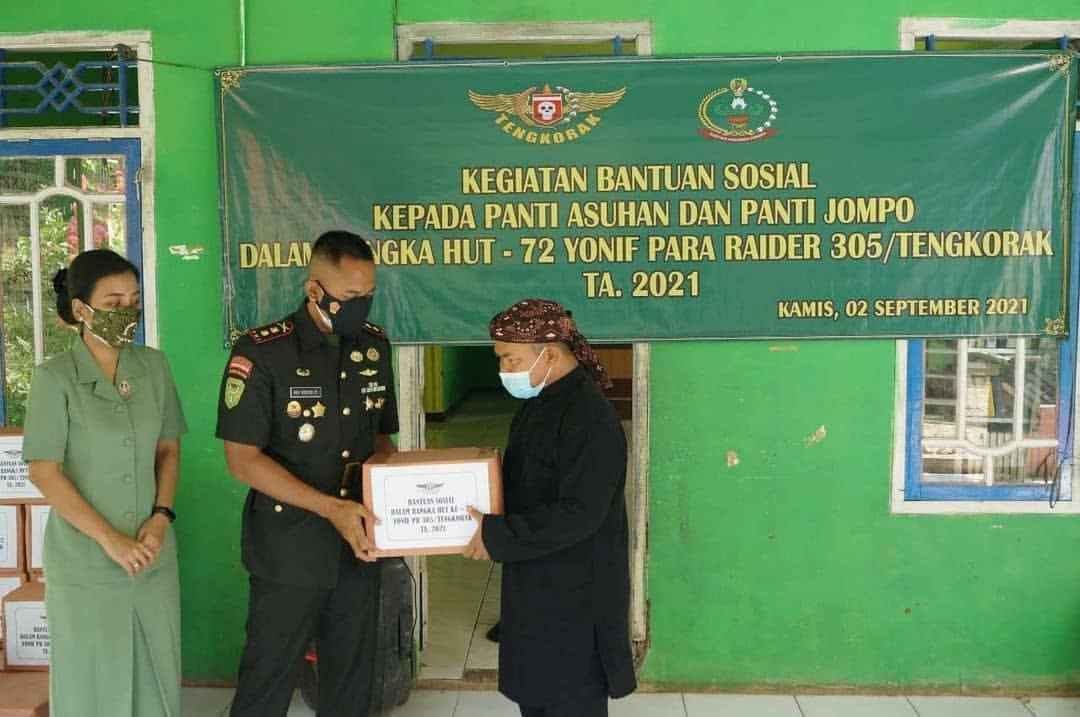 TENGKORAK
KEGIATAN BANTUAN SOSIAL
KEPADA PANTI ASUHAN DAN PANTI JOMPO
DALAM NGKA HUT - 72 YONIF PARA RAIDER 305/TENGKORAK
TA. 2021
KAMIS, 02 SEPTEMBER 2021
BANTUAN SOSIAL
DALAM RANGKA HUT KE -
YONIF PR 305/TENGKORAK
TA. 2021